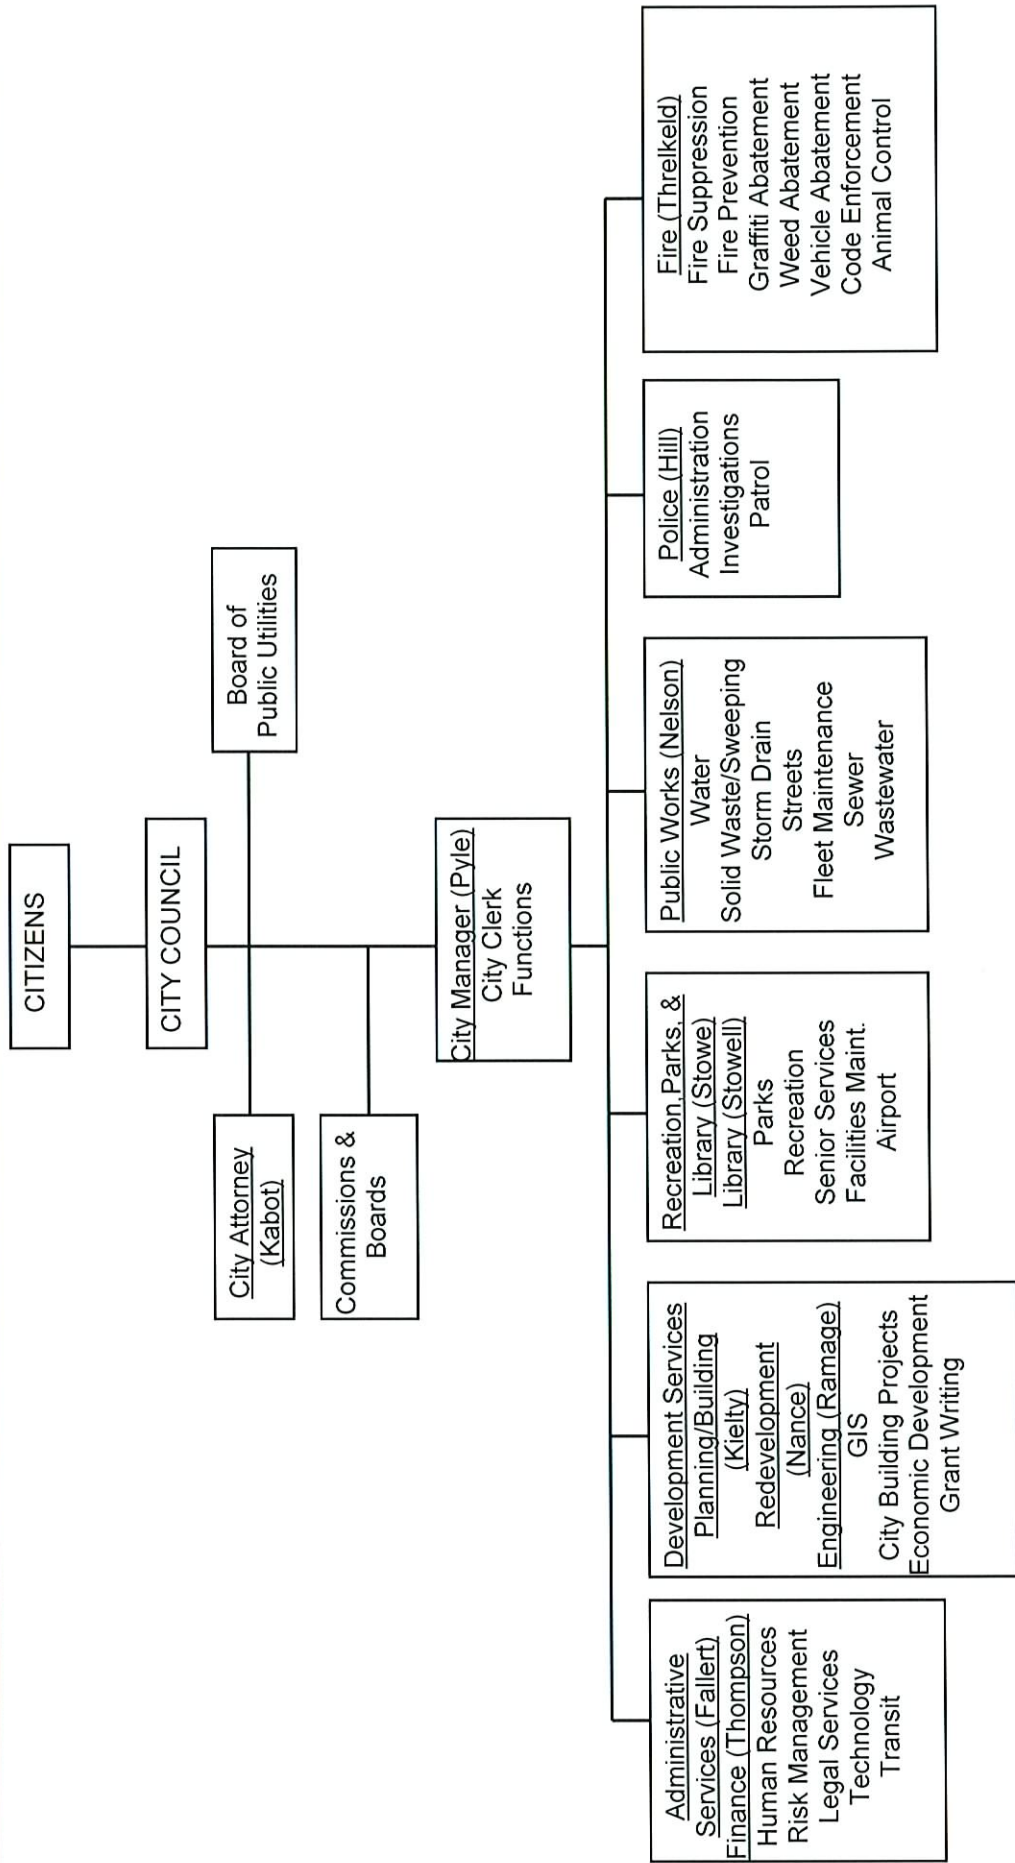 CITIZENS
CITY COUNCIL
City Attorney
(Kabot)
Board of
Public Utilities
Commissions &
Boards
City Manager (Pyle)
City Clerk
Functions
Administrative
Services (Fallert)
Finance (Thompson)
Human Resources
Risk Management
Legal Services
Technology
Transit
Development Services
Planning/Building
(Kielty)
Redevelopment
(Nance)
Engineering (Ramage)
GIS
City Building Projects
Economic Development
Grant Writing
Recreation,Parks, &
Library (Stowe)
Library (Stowell)
Parks
Recreation
Senior Services
Facilities Maint.
Airport
Public Works (Nelson)
Water
Solid Waste/Sweeping
Storm Drain
Streets
Fleet Maintenance
Sewer
Wastewater
Police (Hill)
Administration
Investigations
Patrol
Fire (Threlkeld)
Fire Suppression
Fire Prevention
Graffiti Abatement
Weed Abatement
Vehicle Abatement
Code Enforcement
Animal Control